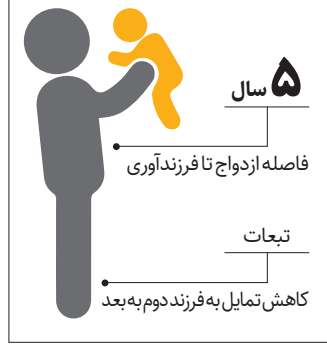 ۵ سال
فاصله ازدواج تا فرزندآوری
تبعات
کاهش تمایل به فرزند دوم به بعد